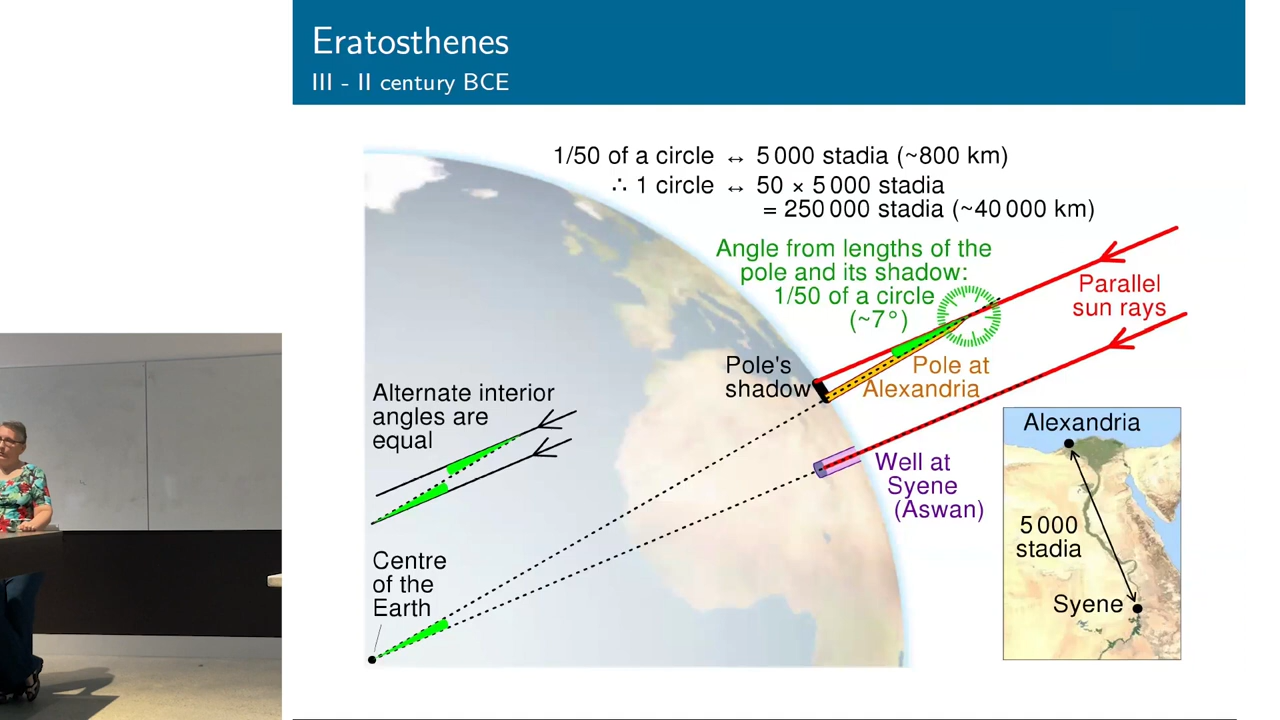 Eratosthenes
III - II century BCE
1/50 of a circle ↔ 5 000 stadia (~800 km)
∴ 1 circle ↔ 50 × 5 000 stadia
= 250 000 stadia (~40 000 km)
Angle from lengths of the
pole and its shadow:
1/50 of a circle
(~7°)
Parallel
sun rays
Pole's
shadow
Pole at
Alexandria
Alternate interior
angles are
equal
Well at
Syene
(Aswan)
Centre
of the
Earth
Alexandria
5 000
stadia
Syene